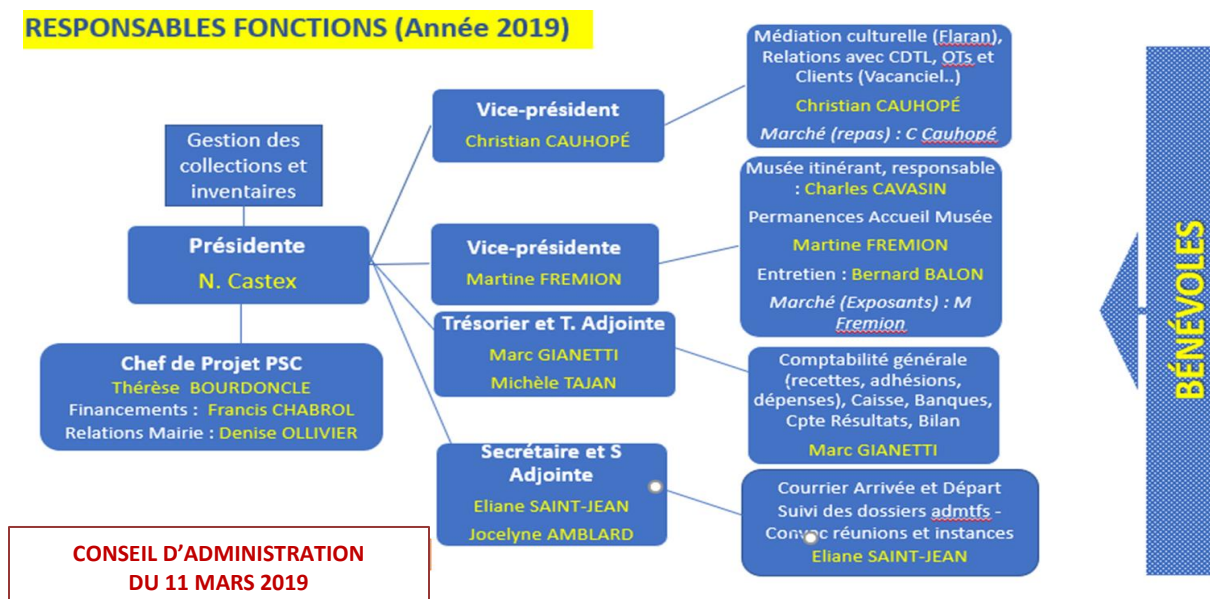 RESPONSABLES FONCTIONS (Année 2019)
Gestion des
collections et
inventaires
Présidente
N. Castex
Chef de Projet PSC
Thérèse BOURDONCLE
Financements : Francis CHABROL
Relations Mairie : Denise OLLIVIER
Vice-président
Christian CAUHOPÉ
Vice-présidente
Martine FREMION
Trésorier et T. Adjointe
Marc GIANETTI
Michèle TAJAN
Secrétaire et S
Adjointe
Eliane SAINT-JEAN
Jocelyne AMBLARD
Médiation culturelle (Flaran),
Relations avec CDTL, OTs et
Clients (Vacanciel..)
Christian CAUHOPÉ
Marché (repas) : C Cauhopé
Musée itinérant, responsable
: Charles CAVASIN
Permanences Accueil Musée
Martine FREMION
Entretien : Bernard BALON
Marché (Exposants) : M
Fremion
Comptabilité générale
(recettes, adhésions,
dépenses), Caisse, Banques,
Cpte Résultats, Bilan
Marc GIANETTI
Courrier Arrivée et Départ
Suivi des dossiers admtfs -
Convoc réunions et instances
Eliane SAINT-JEAN
BÉNÉVOLES
CONSEIL D’ADMINISTRATION
DU 11 MARS 2019